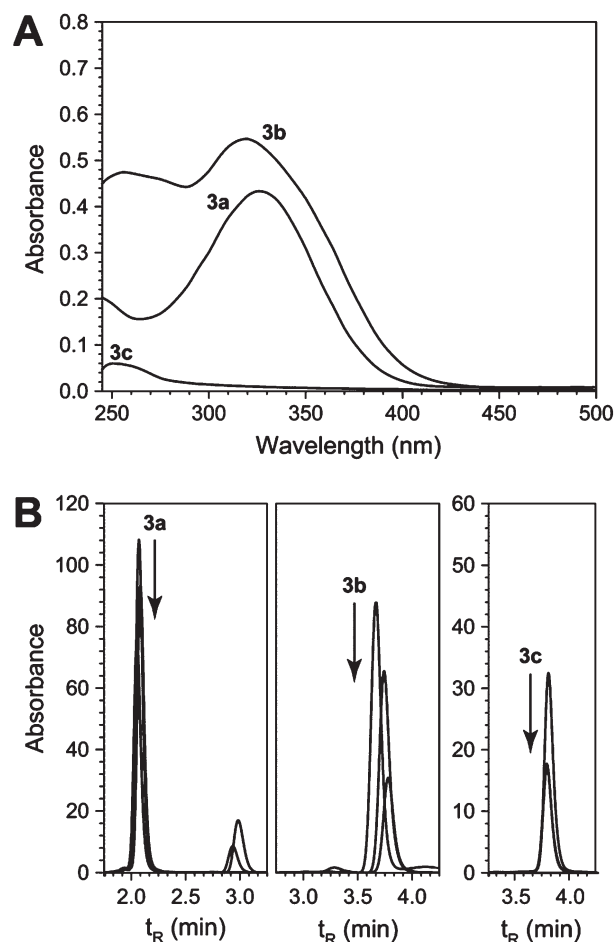 A
0.8
0.7
0.6
0.5
0.4
0.3
0.2
0.1
0.0
Absorbance
3b
3a
3c
250 300 350 400 450 500
Wavelength (nm)
B
120
100
80
60
40
20
0
Absorbance
3a
2.0 2.5 3.0
tR (min)
3b
3.0 3.5 4.0
tR (min)
60
50
40
30
20
10
0
3c
3.5 4.0
tR (min)